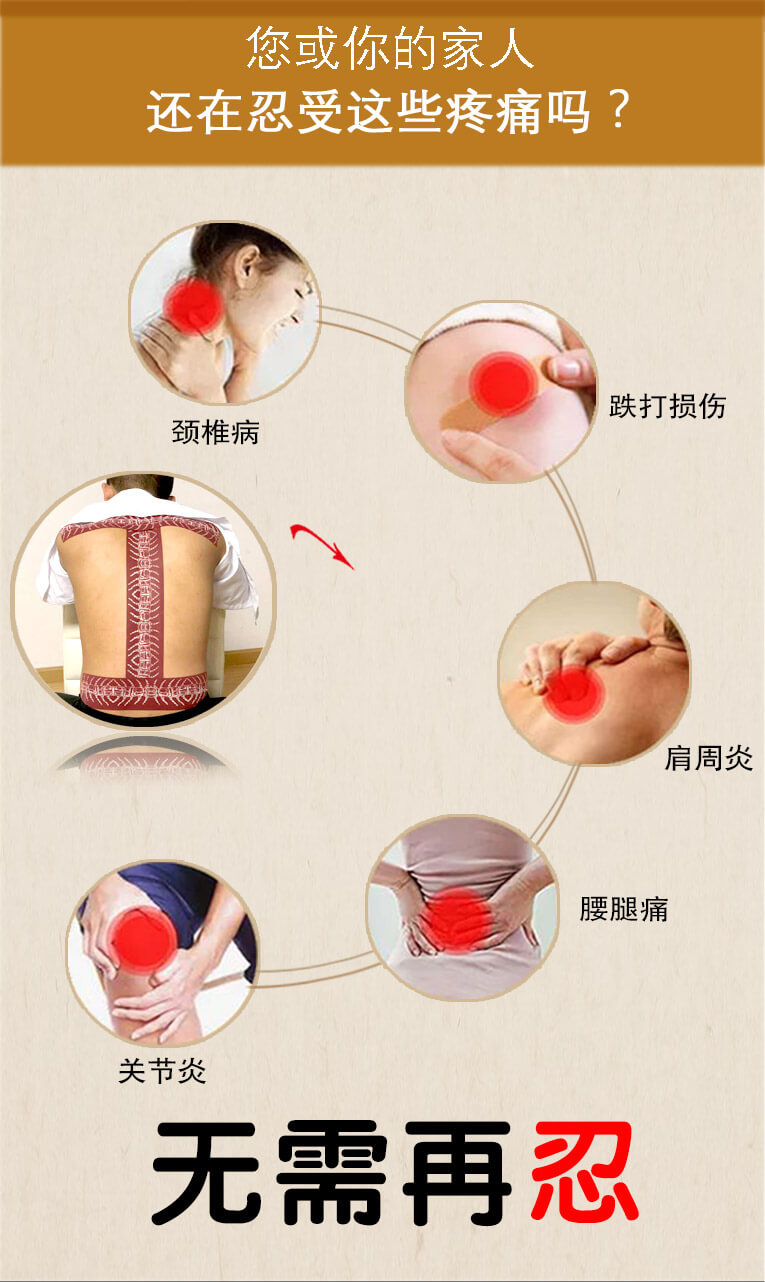 您或你的家人
还在忍受这些疼痛吗？
颈椎病
跌打损伤
肩周炎
腰腿痛
关节炎
无需再忍